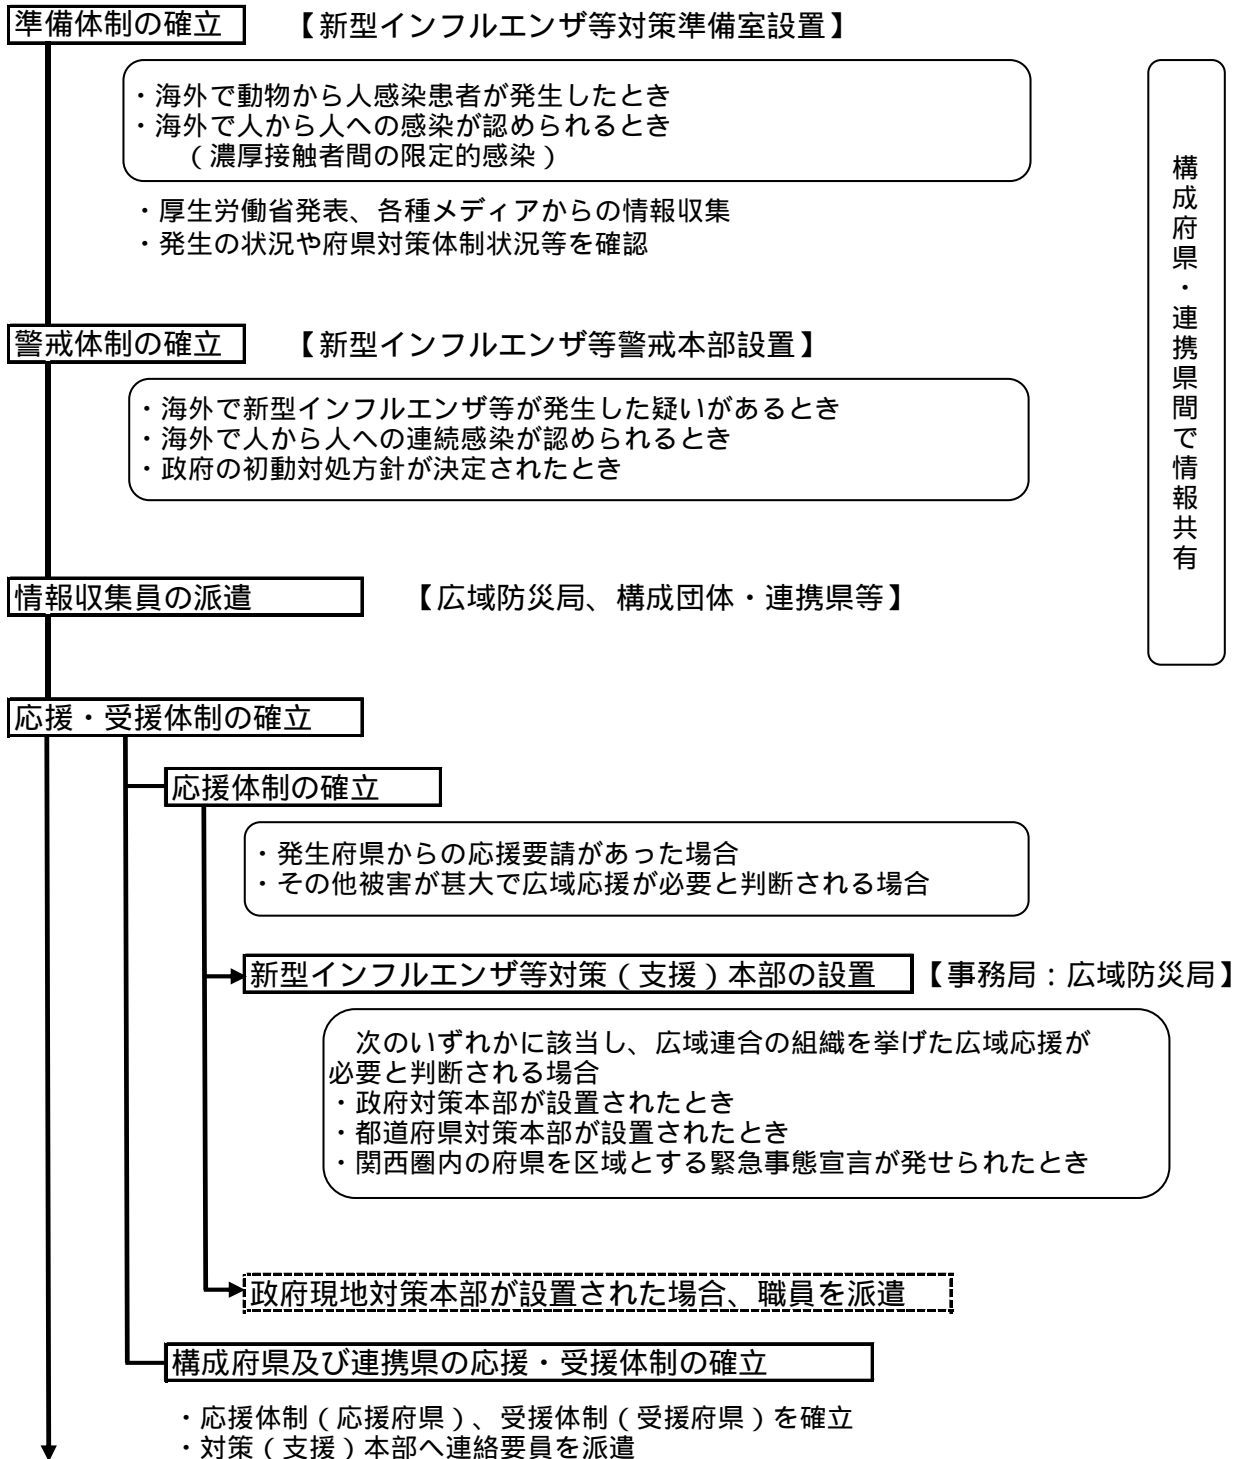 準備体制の確立 【新型インフルエンザ等対策準備室設置】
・海外で動物から人感染患者が発生したとき
・海外で人から人への感染が認められるとき
（濃厚接触者間の限定的感染）
・厚生労働省発表、各種メディアからの情報収集
・発生の状況や府県対策体制状況等を確認
構成府県・連携県間で情報共有
警戒体制の確立 【新型インフルエンザ等警戒本部設置】
・海外で新型インフルエンザ等が発生した疑いがあるとき
・海外で人から人への連続感染が認められるとき
・政府の初動対処方針が決定されたとき
情報収集員の派遣 【広域防災局、構成団体・連携県等】
応援・受援体制の確立
応援体制の確立
・発生府県からの応援要請があった場合
・その他被害が甚大で広域応援が必要と判断される場合
新型インフルエンザ等対策（支援）本部の設置 【事務局：広域防災局】
次のいずれかに該当し、広域連合の組織を挙げた広域応援が
必要と判断される場合
・政府対策本部が設置されたとき
・都道府県対策本部が設置されたとき
・関西圏内の府県を区域とする緊急事態宣言が発せられたとき
政府現地対策本部が設置された場合、職員を派遣
構成府県及び連携県の応援・受援体制の確立
・応援体制（応援府県）、受援体制（受援府県）を確立
・対策（支援）本部へ連絡要員を派遣